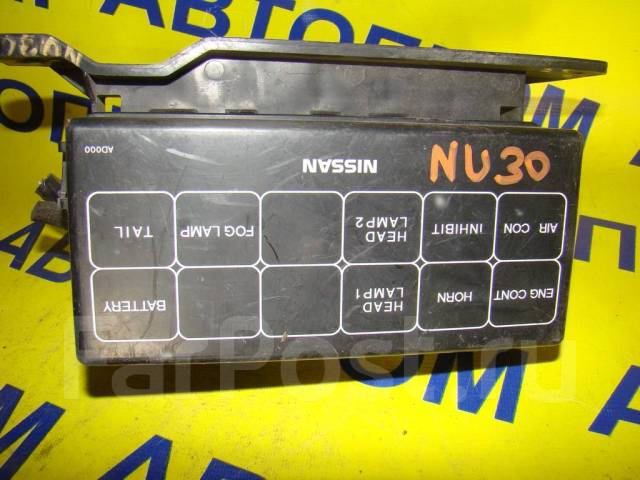 NU30
NU30
AD000
NISSAN
ENG CONT
HORN
HEAD
LAMP1
BATTERY
AIR CON
INHIBIT
HEAD
LAMP2
FOG LAMP
TAIL
FarPost.ru